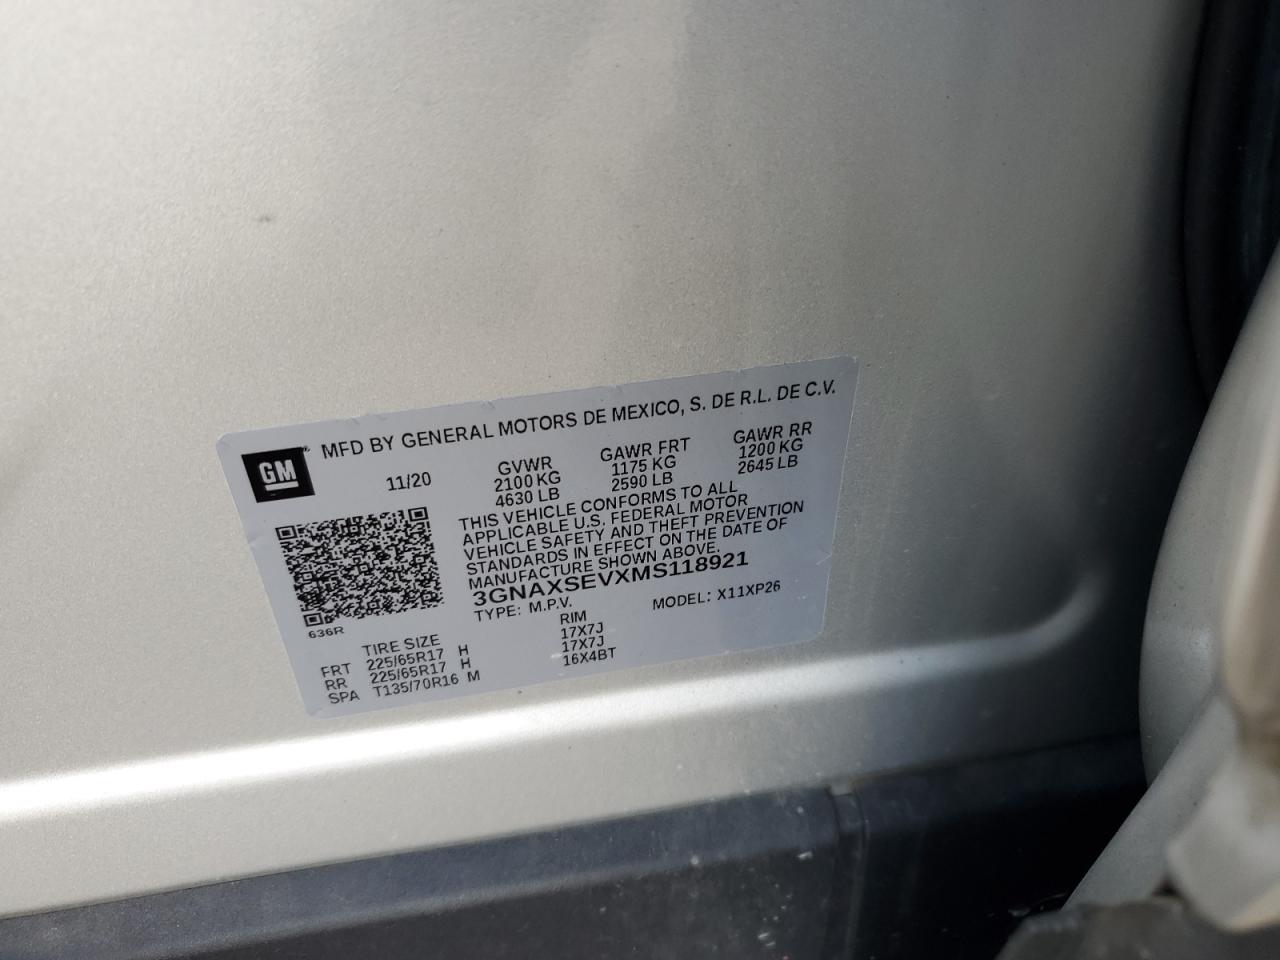 MFD BY GENERAL MOTORS DE MEXICO, S. DE R.L. DE C.V.
GM®
11/20 GVWR GAWR FRT GAWR RR
2100 KG 1175 KG 1200 KG
4630 LB 2590 LB 2645 LB
THIS VEHICLE CONFORMS TO ALL
APPLICABLE U.S. FEDERAL MOTOR
VEHICLE SAFETY AND THEFT PREVENTION
STANDARDS IN EFFECT ON THE DATE OF
MANUFACTURE SHOWN ABOVE.
3GNAXSEVXMS118921
TYPE: M.P.V. MODEL: X11XP26
636R
TIRE SIZE RIM
FRT 225/65R17 H 17X7J
RR 225/65R17 H 17X7J
SPA T135/70R16 M 16X4BT